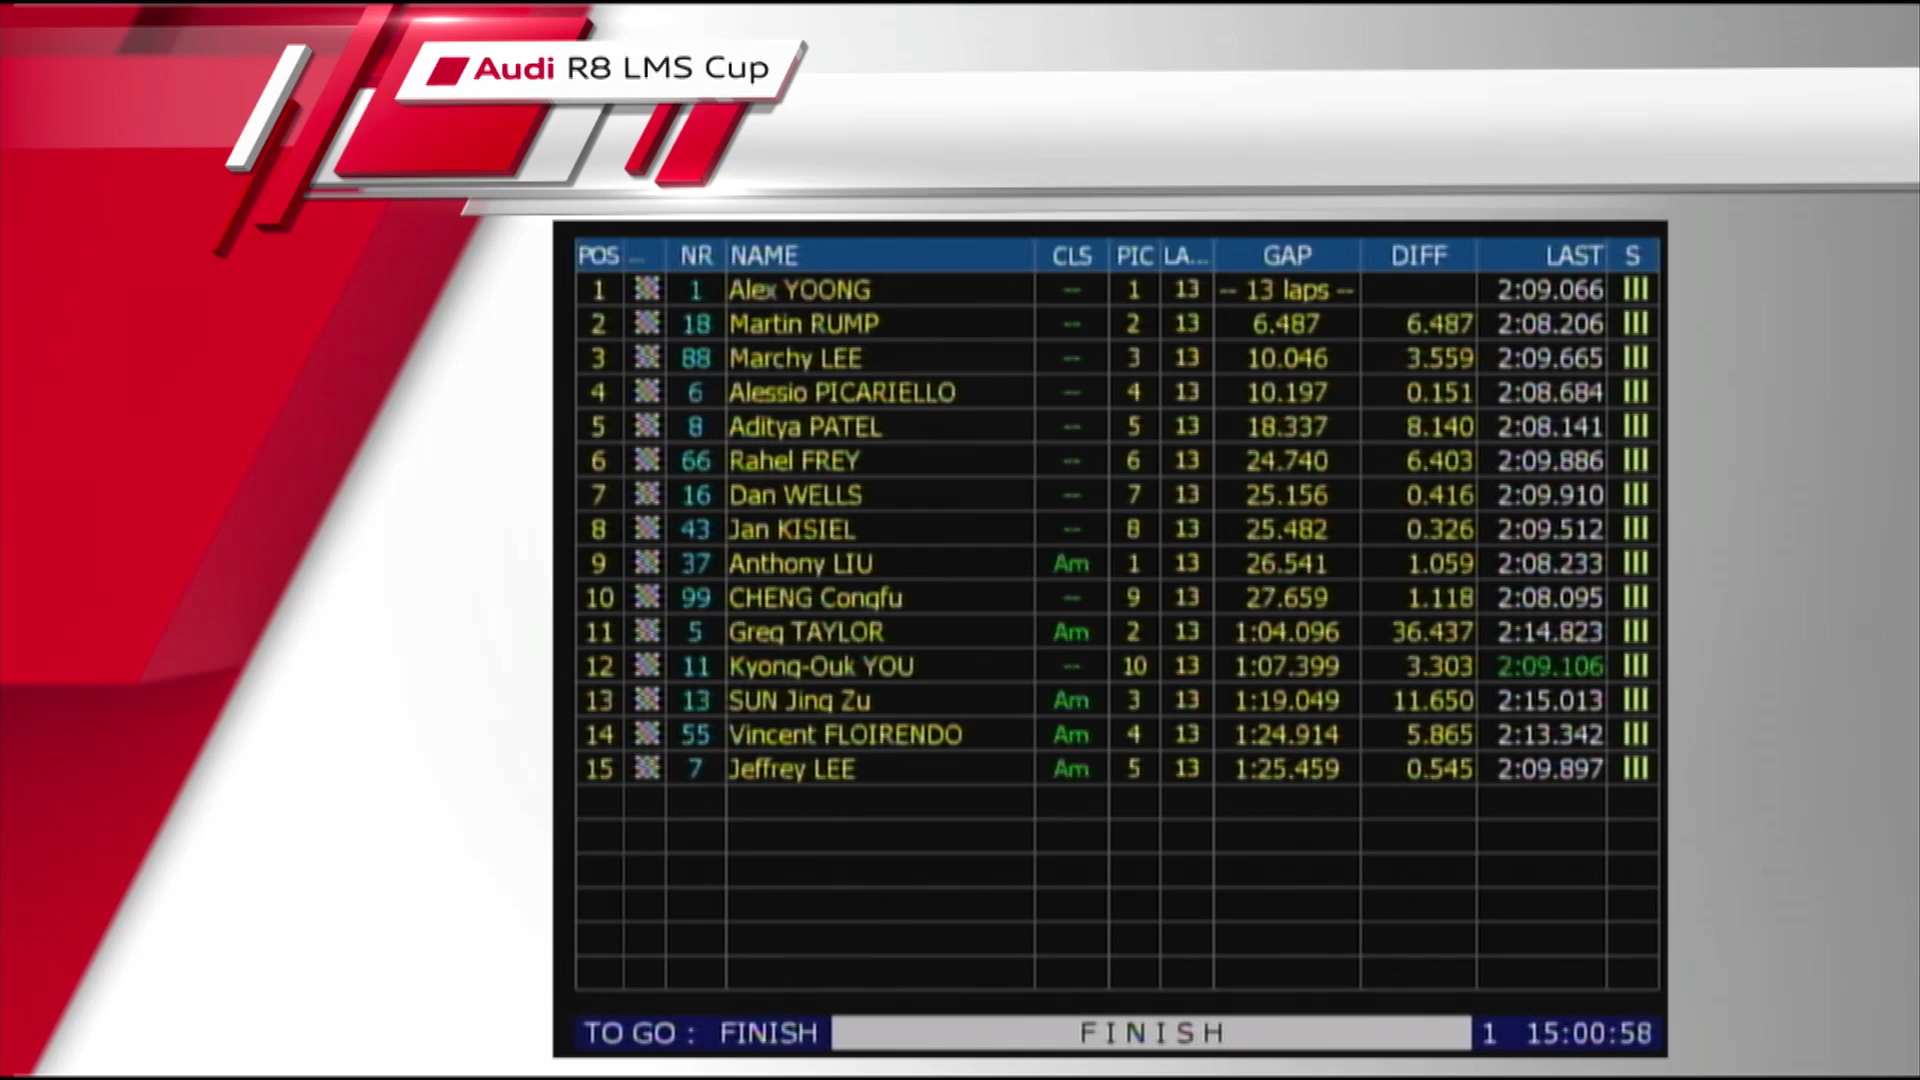 Audi R8 LMS Cup
POS ... NR NAME CLS PIC LA... GAP DIFF LAST S
1 1 Alex YOONG -- 1 13 -- 13 laps -- 2:09.066
2 18 Martin RUMP -- 2 13 6.487 6.487 2:08.206
3 88 Marchy LEE -- 3 13 10.046 3.559 2:09.665
4 6 Alessio PICARIELLO -- 4 13 10.197 0.151 2:08.684
5 8 Aditya PATEL -- 5 13 18.337 8.140 2:08.141
6 66 Rahel FREY -- 6 13 24.740 6.403 2:09.886
7 16 Dan WELLS -- 7 13 25.156 0.416 2:09.910
8 43 Jan KISIEL -- 8 13 25.482 0.326 2:09.512
9 37 Anthony LIU Am 1 13 26.541 1.059 2:08.233
10 99 CHENG Congfu -- 9 13 27.659 1.118 2:08.095
11 5 Greg TAYLOR Am 2 13 1:04.096 36.437 2:14.823
12 11 Kyong-Ouk YOU -- 10 13 1:07.399 3.303 2:09.106
13 13 SUN Jing Zu Am 3 13 1:19.049 11.650 2:15.013
14 55 Vincent FLOIRENDO Am 4 13 1:24.914 5.865 2:13.342
15 7 Jeffrey LEE Am 5 13 1:25.459 0.545 2:09.897
TO GO : FINISH FINISH 1 15:00:58